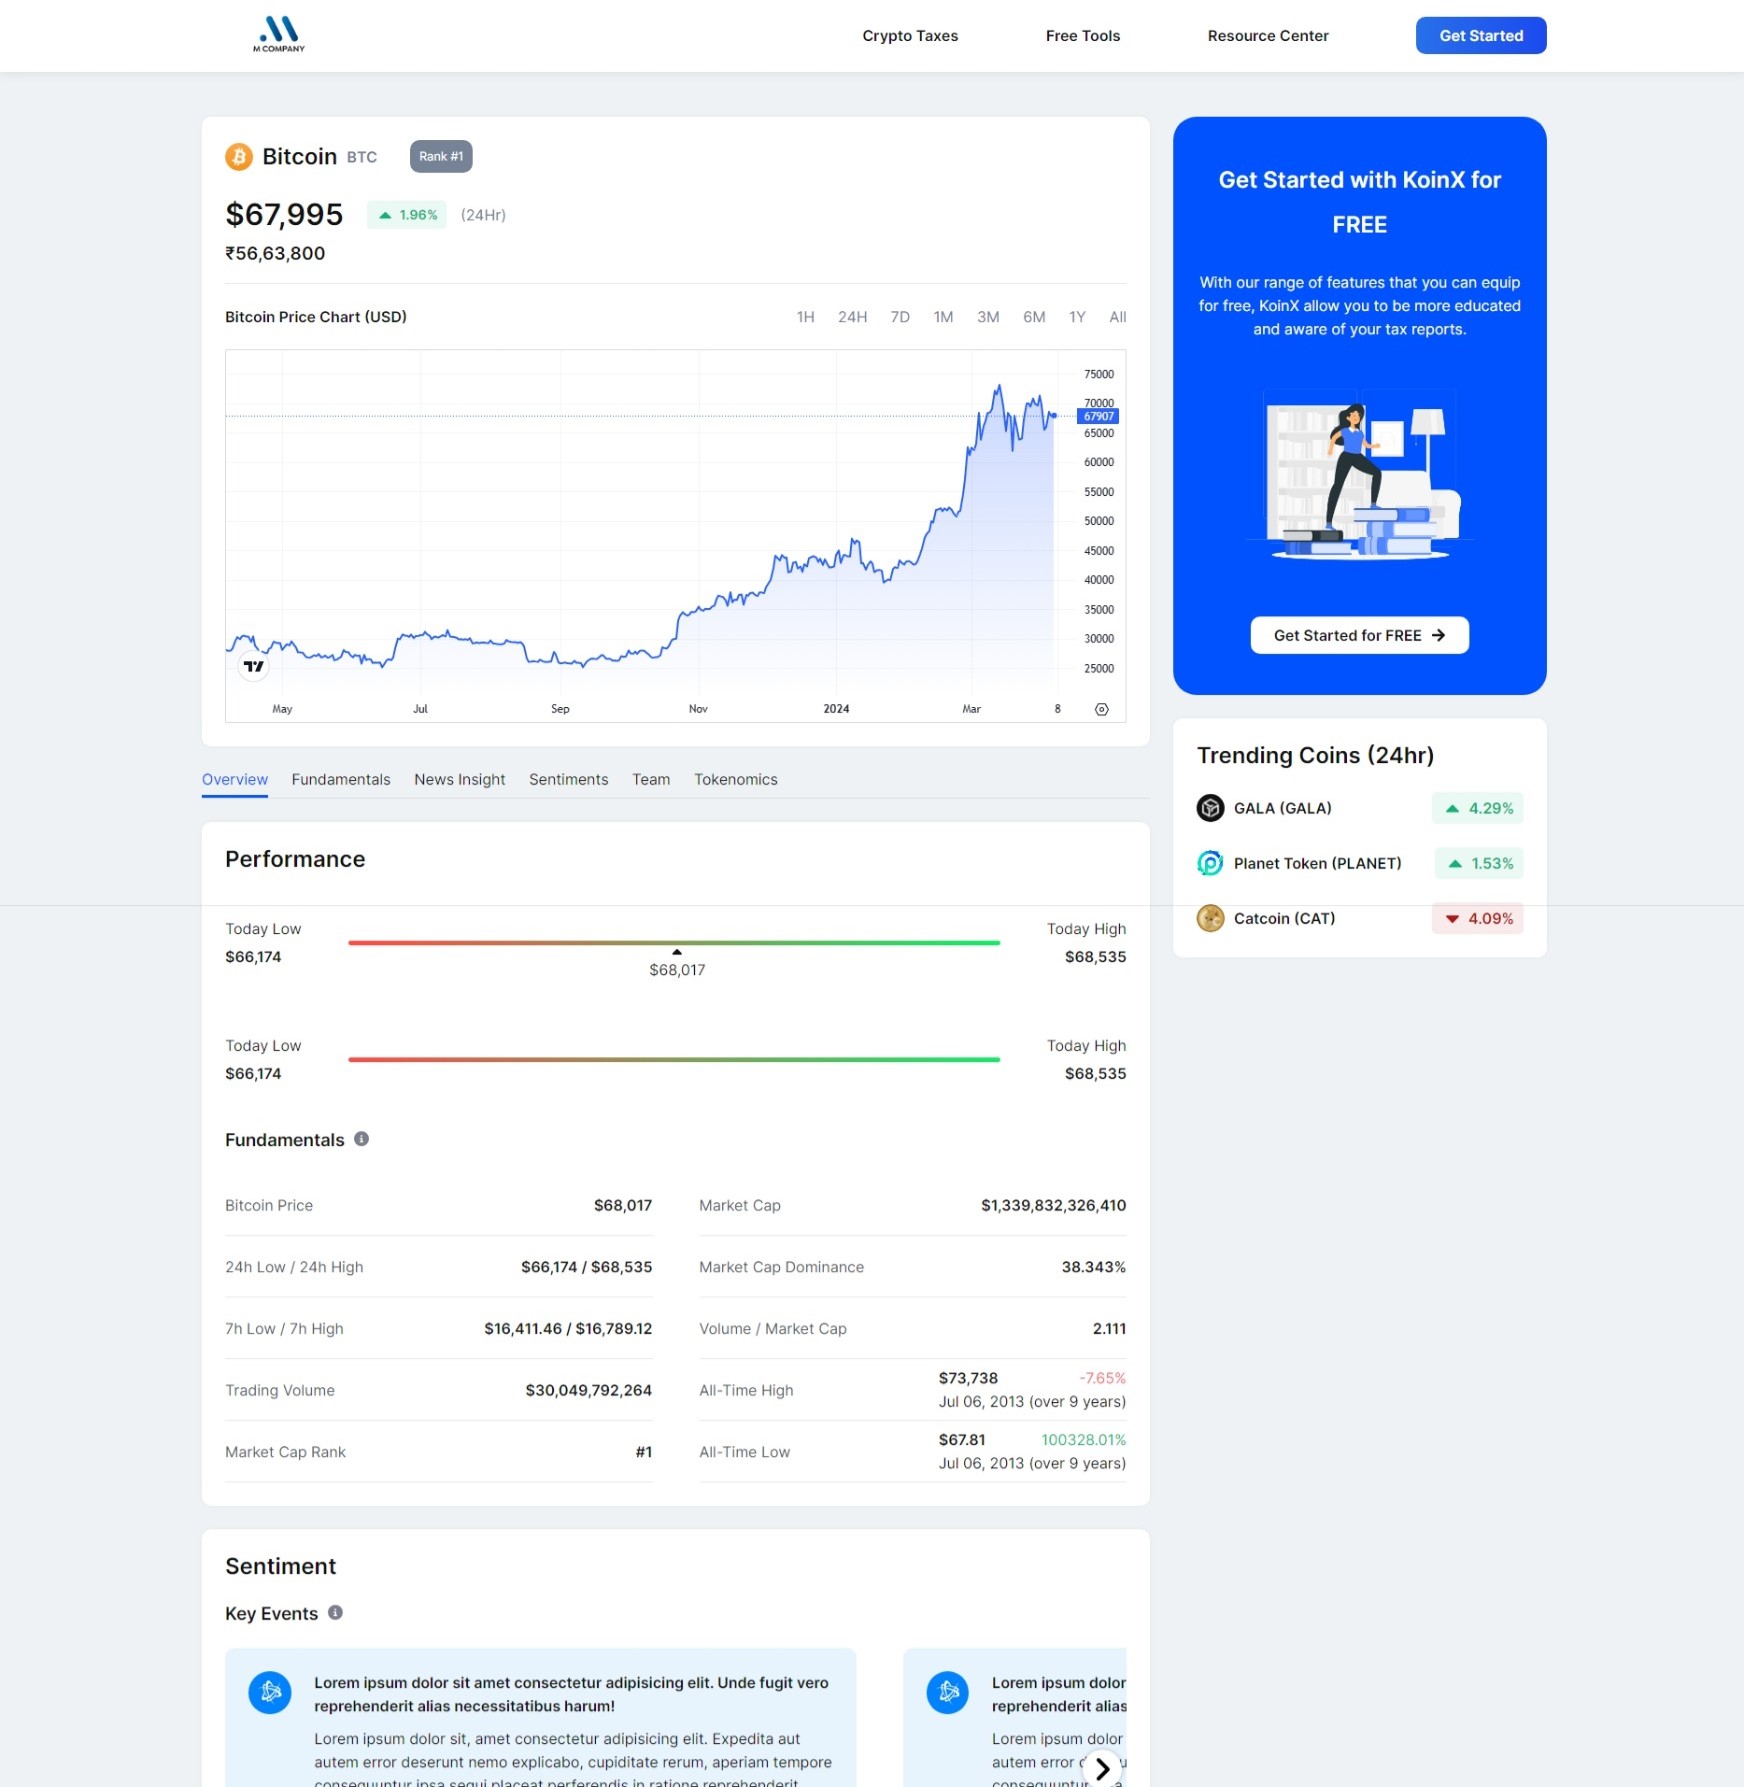 M COMPANY
Crypto Taxes
Free Tools
Resource Center
Get Started
Bitcoin BTC
Rank #1
$67,995
1.96%
(24Hr)
₹56,63,800
Bitcoin Price Chart (USD)
1H 24H 7D 1M 3M 6M 1Y All
75000
70000
67907
65000
60000
55000
50000
45000
40000
35000
30000
25000
May Jul Sep Nov 2024 Mar 8
Get Started with KoinX for
FREE
With our range of features that you can equip
for free, KoinX allow you to be more educated
and aware of your tax reports.
Get Started for FREE
Trending Coins (24hr)
GALA (GALA) 4.29%
Planet Token (PLANET) 1.53%
Catcoin (CAT) 4.09%
Overview Fundamentals News Insight Sentiments Team Tokenomics
Performance
Today Low
$66,174
$68,017
Today High
$68,535
Today Low
$66,174
Today High
$68,535
Fundamentals
Bitcoin Price $68,017
24h Low / 24h High $66,174 / $68,535
7h Low / 7h High $16,411.46 / $16,789.12
Trading Volume $30,049,792,264
Market Cap Rank #1
Market Cap $1,339,832,326,410
Market Cap Dominance 38.343%
Volume / Market Cap 2.111
All-Time High
$73,738 -7.65%
Jul 06, 2013 (over 9 years)
All-Time Low
$67.81 100328.01%
Jul 06, 2013 (over 9 years)
Sentiment
Key Events
Lorem ipsum dolor sit amet consectetur adipisicing elit. Unde fugit vero
reprehenderit alias necessitatibus harum!
Lorem ipsum dolor sit, amet consectetur adipisicing elit. Expedita aut
autem error deserunt nemo explicabo, cupiditate rerum, aperiam tempore
consequuntur ipsa sequi placeat perferendis in ratione reprehenderit
Lorem ipsum dolor
reprehenderit alias
Lorem ipsum dolor
autem error